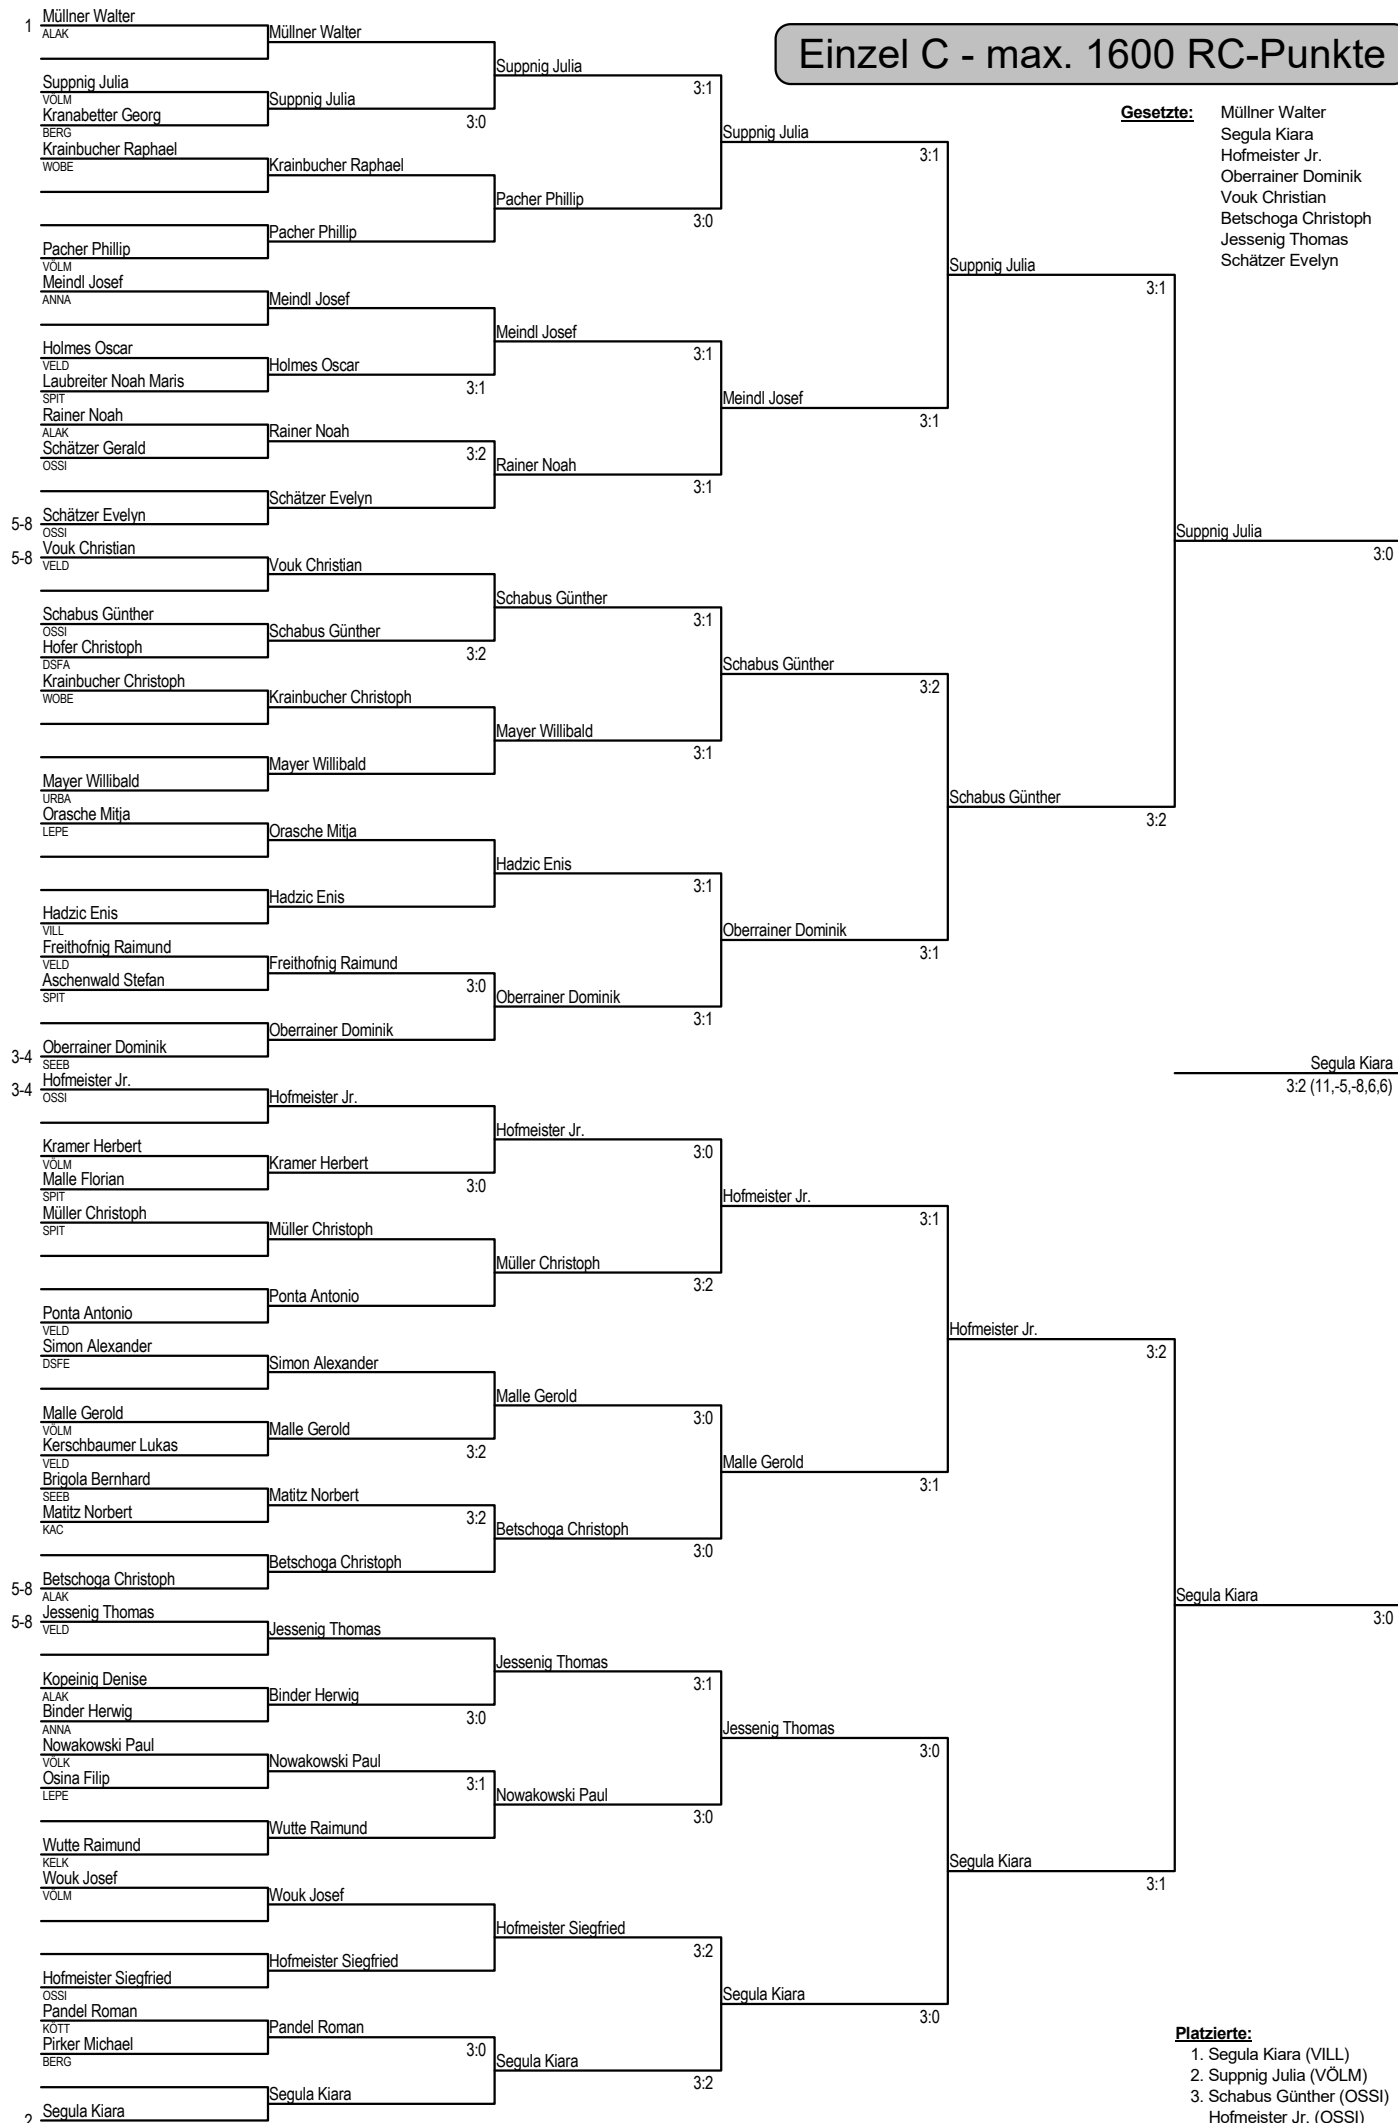 Einzel C - max. 1600 RC-Punkte
Gesetzte: Müllner Walter
Segula Kiara
Hofmeister Jr.
Oberrainer Dominik
Vouk Christian
Betschoga Christoph
Jessenig Thomas
Schätzer Evelyn
1 Müllner Walter
ALAK
Suppnig Julia
VÖLM
Kranabetter Georg
BERG
Krainbucher Raphael
WOBE
Pacher Phillip
VÖLM
Meindl Josef
ANNA
Holmes Oscar
VELD
Laubreiter Noah Maris
SPIT
Rainer Noah
ALAK
Schätzer Gerald
OSSI
5-8 Schätzer Evelyn
OSSI
5-8 Vouk Christian
VELD
Schabus Günther
OSSI
Hofer Christoph
DSFA
Krainbucher Christoph
WOBE
Mayer Willibald
URBA
Orasche Mitja
LEPE
Hadzic Enis
VILL
Freithofnig Raimund
VELD
Aschenwald Stefan
SPIT
3-4 Oberrainer Dominik
SEEB
3-4 Hofmeister Jr.
OSSI
Kramer Herbert
VÖLM
Malle Florian
SPIT
Müller Christoph
SPIT
Ponta Antonio
VELD
Simon Alexander
DSFE
Malle Gerold
VÖLM
Kerschbaumer Lukas
VELD
Brigola Bernhard
SEEB
Matitz Norbert
KAC
5-8 Betschoga Christoph
ALAK
5-8 Jessenig Thomas
VELD
Kopeinig Denise
ALAK
Binder Herwig
ANNA
Nowakowski Paul
VÖLK
Osina Filip
LEPE
Wutte Raimund
KELK
Wouk Josef
VÖLM
Hofmeister Siegfried
OSSI
Pandel Roman
KÖTT
Pirker Michael
BERG
2 Segula Kiara
Müllner Walter
Suppnig Julia
3:0
Krainbucher Raphael
Pacher Phillip
Meindl Josef
Holmes Oscar
3:1
Rainer Noah
3:2
Schätzer Evelyn
Vouk Christian
Schabus Günther
3:2
Krainbucher Christoph
Mayer Willibald
Orasche Mitja
Hadzic Enis
Freithofnig Raimund
3:0
Oberrainer Dominik
Hofmeister Jr.
Kramer Herbert
3:0
Müller Christoph
Ponta Antonio
Simon Alexander
Malle Gerold
3:2
Matitz Norbert
3:2
Betschoga Christoph
Jessenig Thomas
Binder Herwig
3:0
Nowakowski Paul
3:1
Wutte Raimund
Wouk Josef
Hofmeister Siegfried
Pandel Roman
3:0
Segula Kiara
Suppnig Julia
3:1
Pacher Phillip
3:0
Meindl Josef
3:1
Rainer Noah
3:1
Schabus Günther
3:1
Mayer Willibald
3:1
Hadzic Enis
3:1
Oberrainer Dominik
3:1
Hofmeister Jr.
3:0
Müller Christoph
3:2
Malle Gerold
3:0
Betschoga Christoph
3:0
Jessenig Thomas
3:1
Nowakowski Paul
3:0
Hofmeister Siegfried
3:2
Segula Kiara
3:2
Suppnig Julia
3:1
Meindl Josef
3:1
Schabus Günther
3:2
Oberrainer Dominik
3:1
Hofmeister Jr.
3:1
Malle Gerold
3:1
Jessenig Thomas
3:0
Segula Kiara
3:0
Suppnig Julia
3:1
Schabus Günther
3:2
Hofmeister Jr.
3:2
Segula Kiara
3:1
Suppnig Julia
3:0
Segula Kiara
3:0
Segula Kiara
3:2 (11,-5,-8,6,6)
Platzierte:
1. Segula Kiara (VILL)
2. Suppnig Julia (VÖLM)
3. Schabus Günther (OSSI)
Hofmeister Jr. (OSSI)